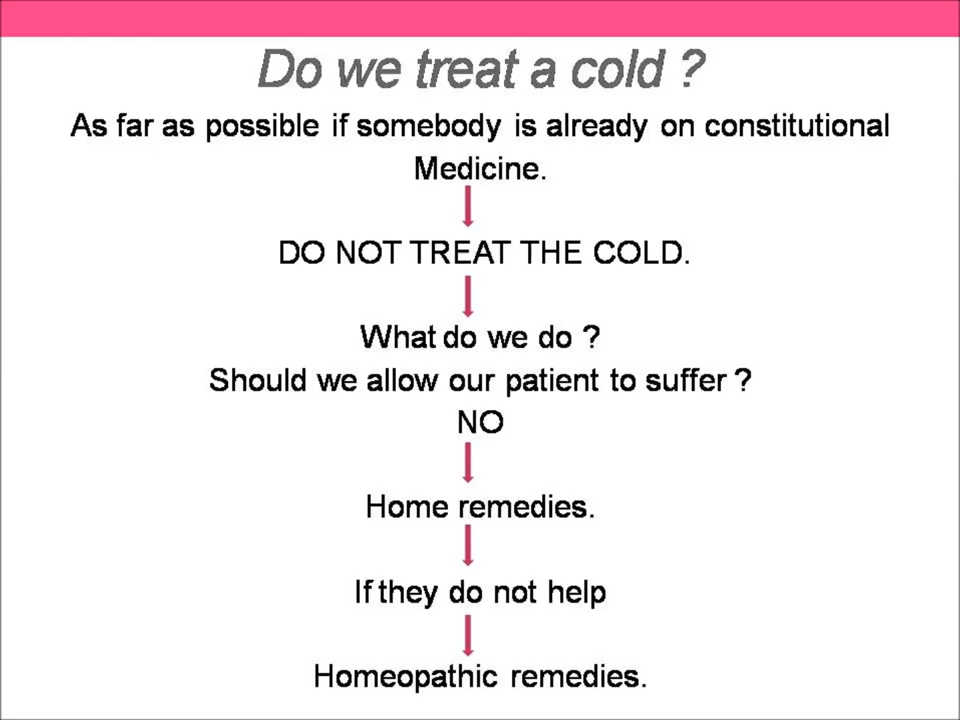 Do we treat a cold ?
As far as possible if somebody is already on constitutional
Medicine.
DO NOT TREAT THE COLD.
What do we do ?
Should we allow our patient to suffer ?
NO
Home remedies.
If they do not help
Homeopathic remedies.